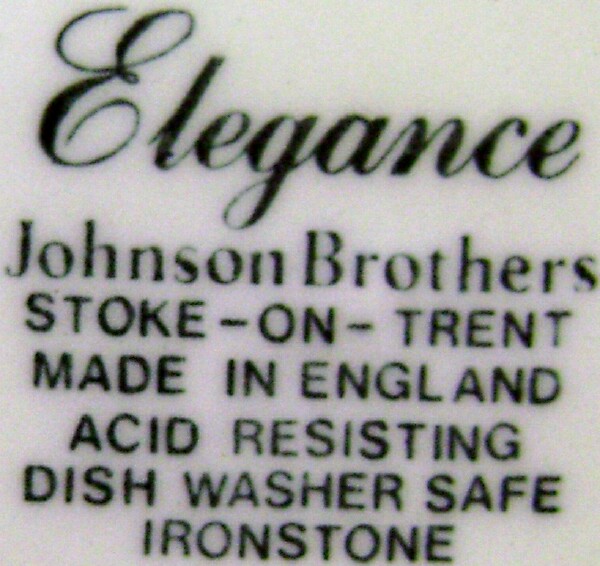 Elegance
Johnson Brothers
STOKE-ON-TRENT
MADE IN ENGLAND
ACID RESISTING
DISH WASHER SAFE
IRONSTONE